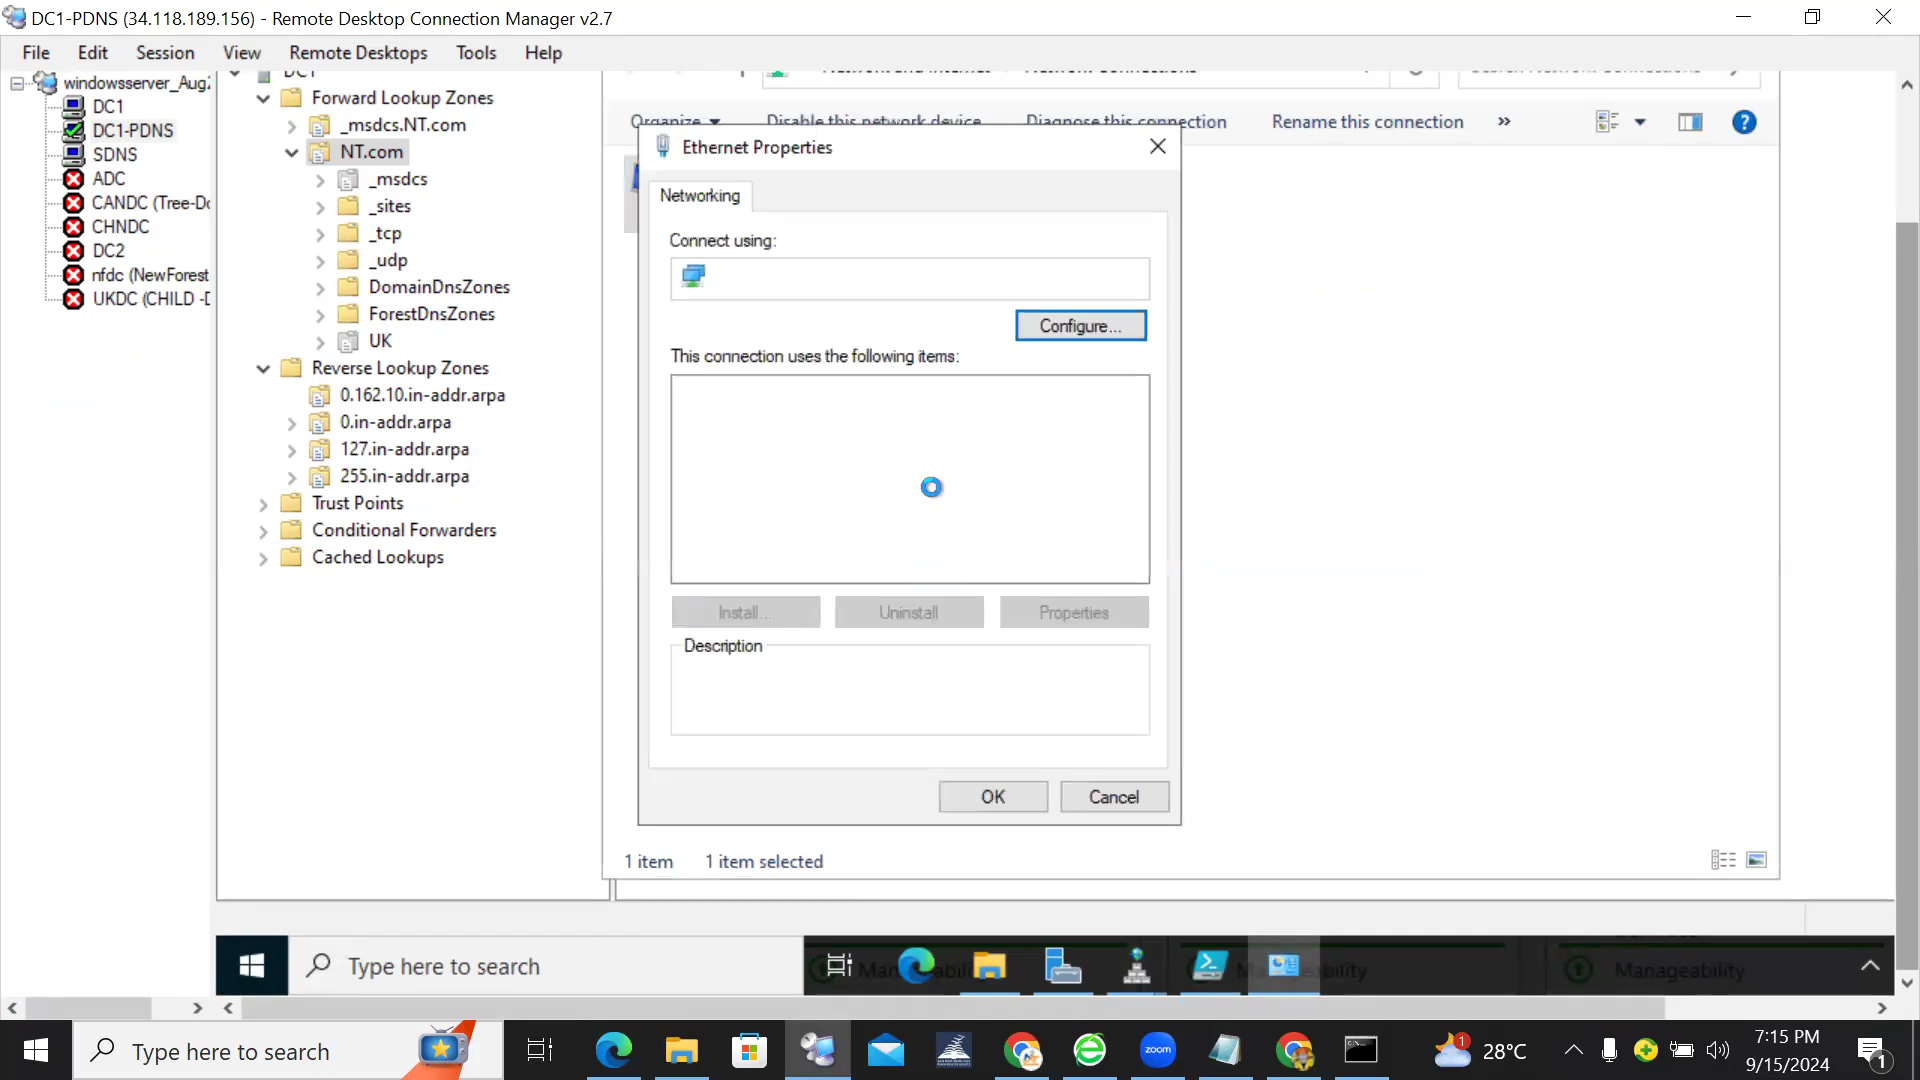 DC1-PDNS (34.118.189.156) - Remote Desktop Connection Manager v2.7
File Edit Session View Remote Desktops Tools Help
windowsserver_Aug
DC1
DC1-PDNS
SDNS
ADC
CANDC (Tree-Do
CHNDC
DC2
nfdc (NewForest
UKDC (CHILD -D
DC1
Forward Lookup Zones
_msdcs.NT.com
NT.com
_msdcs
_sites
_tcp
_udp
DomainDnsZones
ForestDnsZones
UK
Reverse Lookup Zones
0.162.10.in-addr.arpa
0.in-addr.arpa
127.in-addr.arpa
255.in-addr.arpa
Trust Points
Conditional Forwarders
Cached Lookups
Organize Disable this network device Diagnose this connection Rename this connection »
Ethernet Properties
Networking
Connect using:
Configure...
This connection uses the following items:
Install... Uninstall Properties
Description
OK Cancel
1 item 1 item selected
Type here to search
Manageability
Type here to search
zoom
1
28°C
7:15 PM
9/15/2024
1